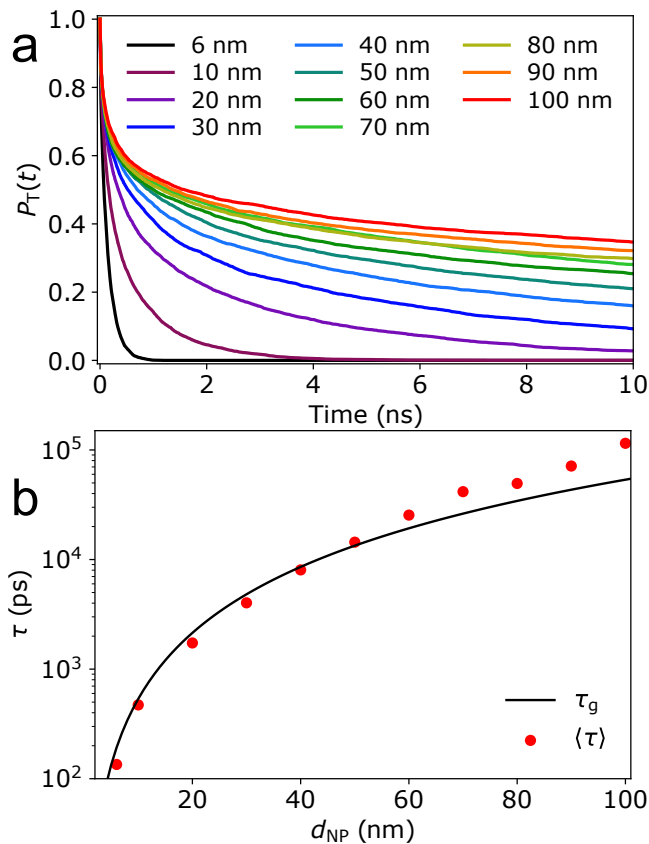 a
1.0
0.8
0.6
0.4
0.2
0.0
P_T(t)
6 nm
10 nm
20 nm
30 nm
40 nm
50 nm
60 nm
70 nm
80 nm
90 nm
100 nm
0 2 4 6 8 10
Time (ns)
b
10^5
10^4
10^3
10^2
τ (ps)
τ_g
⟨τ⟩
20 40 60 80 100
d_NP (nm)